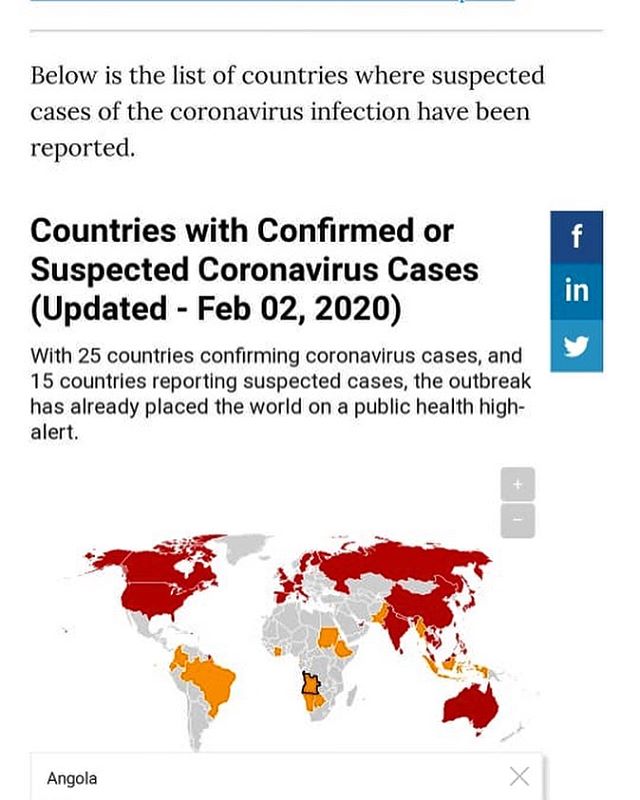 Below is the list of countries where suspected
cases of the coronavirus infection have been
reported.
Countries with Confirmed or
Suspected Coronavirus Cases
(Updated - Feb 02, 2020)
f
in
With 25 countries confirming coronavirus cases, and
15 countries reporting suspected cases, the outbreak
has already placed the world on a public health high-
alert.
+
−
Angola